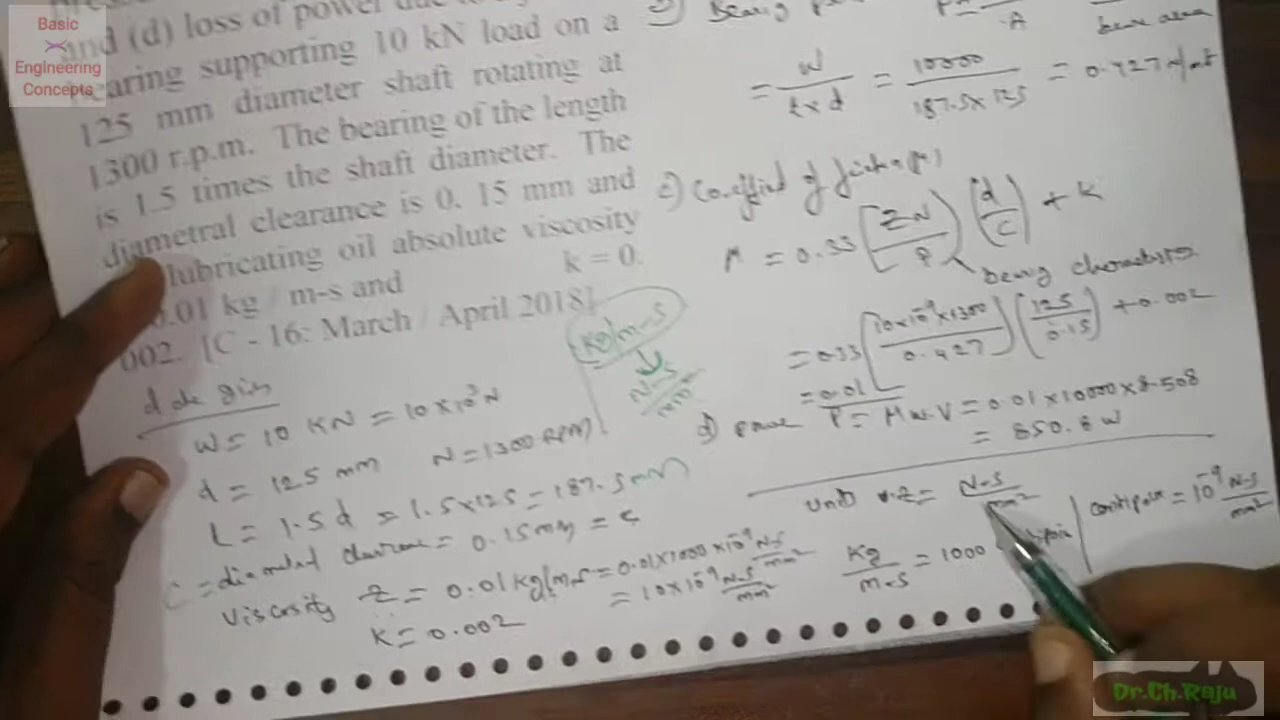 Basic
Engineering
Concepts
and (d) loss of power due
bearing supporting 10 kN load on a
125 mm diameter shaft rotating at
1300 r.p.m. The bearing of the length
is 1.5 times the shaft diameter. The
diametral clearance is 0. 15 mm and
lubricating oil absolute viscosity
0.01 kg / m-s and k = 0.
002. [C - 16: March / April 2018]
W = 10 KN = 10 x 10³ N
d = 125 mm N = 1300 RPM
L = 1.5 d = 1.5 x 125 = 187.5 mm
C = diametral clearance = 0.15 mm = c
Viscosity Z = 0.01 kg/m-s = 0.01 x 1000 x 10⁻⁹ N-S/mm²
= 10 x 10⁻⁹ N-S/mm²
K = 0.002
kg/m-s
↓
N-S/mm²
A
= W / L x d = 10000 / 187.5 x 125 = 0.427 N/mm²
c) Coefficient of friction (μ)
μ = 0.33 [ZN / P] (d/C) + K
= 0.33 [10 x 10⁻⁹ x 1300 / 0.427] (125 / 0.15) + 0.002
= 0.01
d) power P = μ.W.V = 0.01 x 10000 x 8.508
= 850.8 W
Unit Z = N-S/mm²
kg/m-s = 1000
centipoise = 10⁻⁹ N-S/mm²
Dr.Ch.Raju